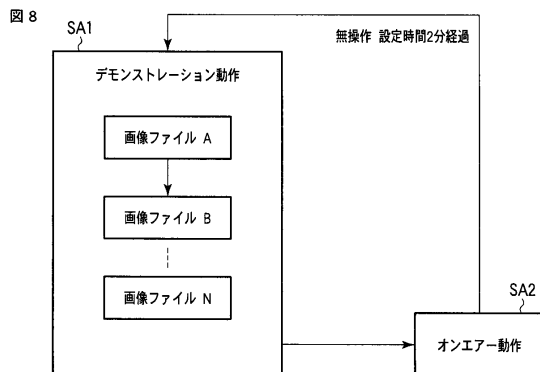 図8
SA1
無操作 設定時間2分経過
デモンストレーション動作
画像ファイル A
画像ファイル B
画像ファイル N
SA2
オンエアー動作